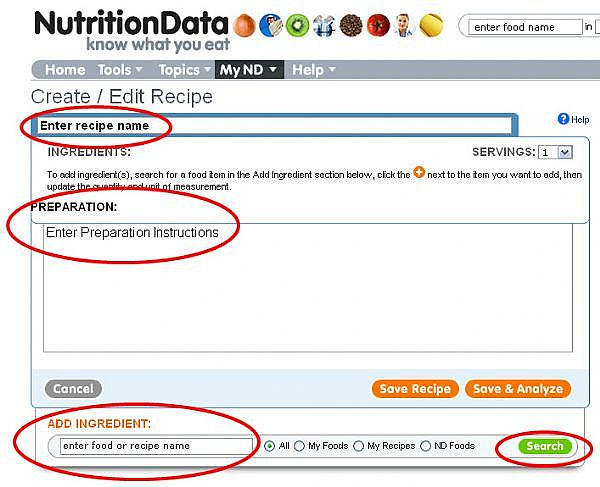 NutritionData
know what you eat
enter food name in
Home Tools Topics My ND Help
Create / Edit Recipe
Enter recipe name
Help
INGREDIENTS: SERVINGS: 1
To add ingredient(s), search for a food item in the Add Ingredient section below, click the + next to the item you want to add, then
update the quantity and unit of measurement.
PREPARATION:
Enter Preparation Instructions
Cancel Save Recipe Save & Analyze
ADD INGREDIENT:
enter food or recipe name All My Foods My Recipes ND Foods Search